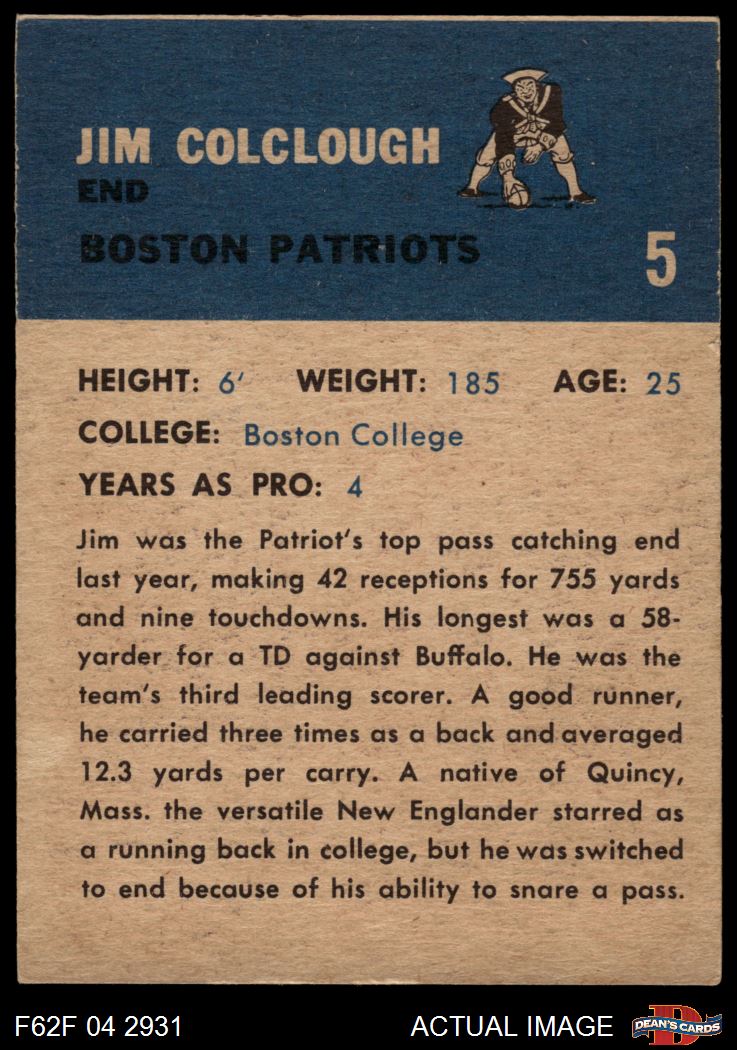 JIM COLCLOUGH
END
BOSTON PATRIOTS
5
HEIGHT: 6' WEIGHT: 185 AGE: 25
COLLEGE: Boston College
YEARS AS PRO: 4
Jim was the Patriot's top pass catching end
last year, making 42 receptions for 755 yards
and nine touchdowns. His longest was a 58-
yarder for a TD against Buffalo. He was the
team's third leading scorer. A good runner,
he carried three times as a back and averaged
12.3 yards per carry. A native of Quincy,
Mass. the versatile New Englander starred as
a running back in college, but he was switched
to end because of his ability to snare a pass.
F62F 04 2931 ACTUAL IMAGE D DEAN'S CARDS